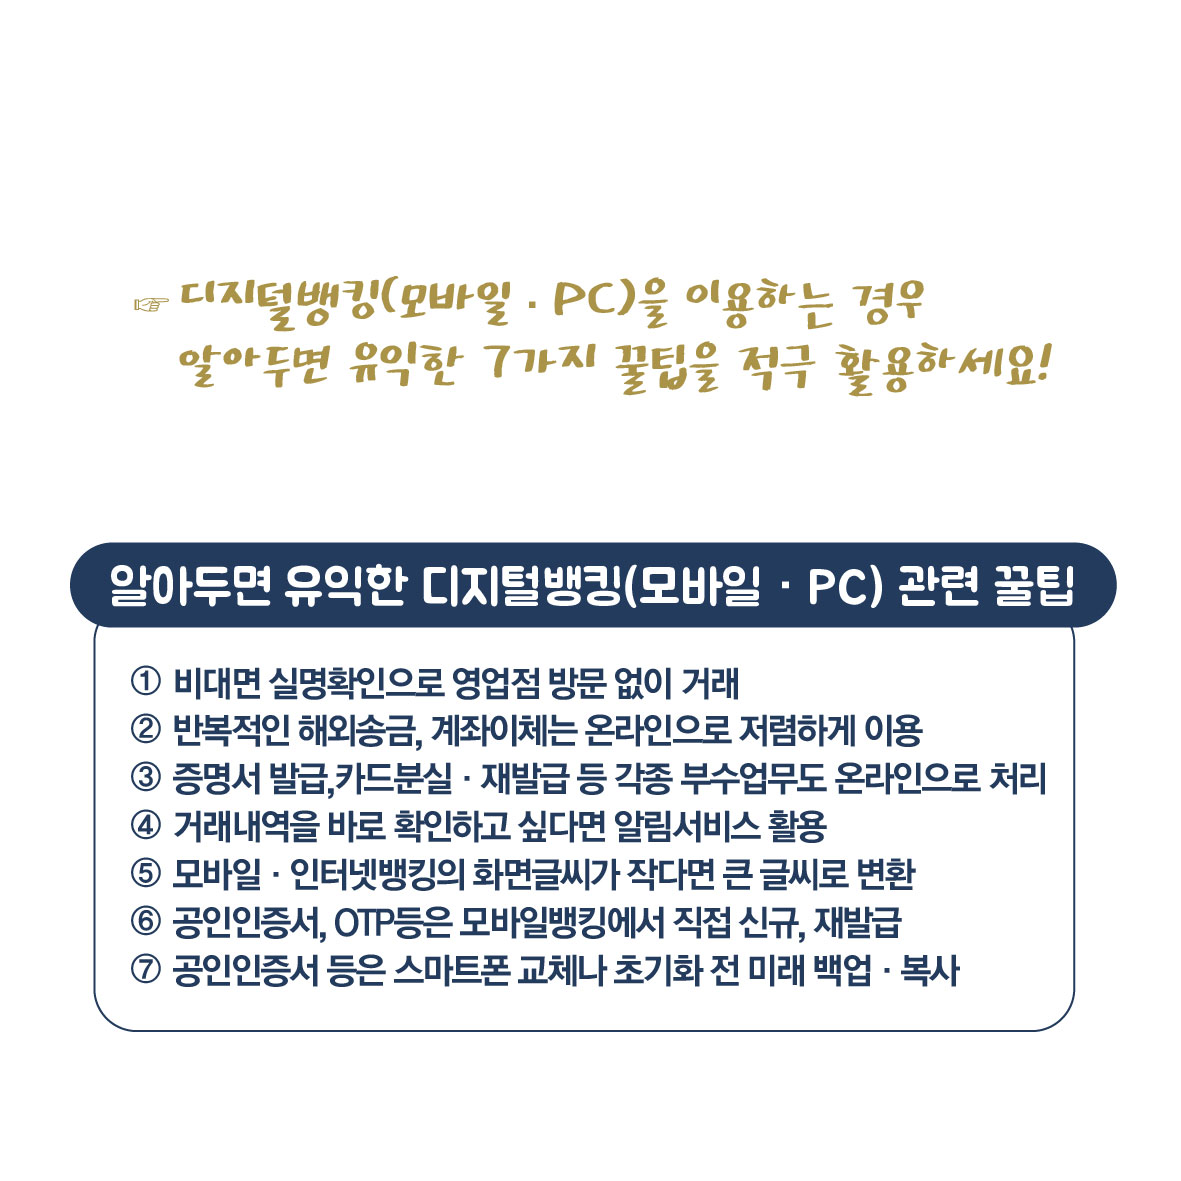 ☞ 디지털뱅킹(모바일 · PC)을 이용하는 경우
알아두면 유익한 7가지 꿀팁을 적극 활용하세요!
알아두면 유익한 디지털뱅킹(모바일 · PC) 관련 꿀팁
① 비대면 실명확인으로 영업점 방문 없이 거래
② 반복적인 해외송금, 계좌이체는 온라인으로 저렴하게 이용
③ 증명서 발급,카드분실 · 재발급 등 각종 부수업무도 온라인으로 처리
④ 거래내역을 바로 확인하고 싶다면 알림서비스 활용
⑤ 모바일 · 인터넷뱅킹의 화면글씨가 작다면 큰 글씨로 변환
⑥ 공인인증서, OTP등은 모바일뱅킹에서 직접 신규, 재발급
⑦ 공인인증서 등은 스마트폰 교체나 초기화 전 미래 백업 · 복사